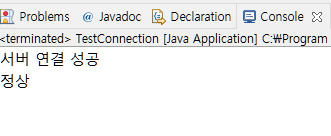 Problems @ Javadoc Declaration Console
<terminated> TestConnection [Java Application] C:₩Program
서버 연결 성공
정상